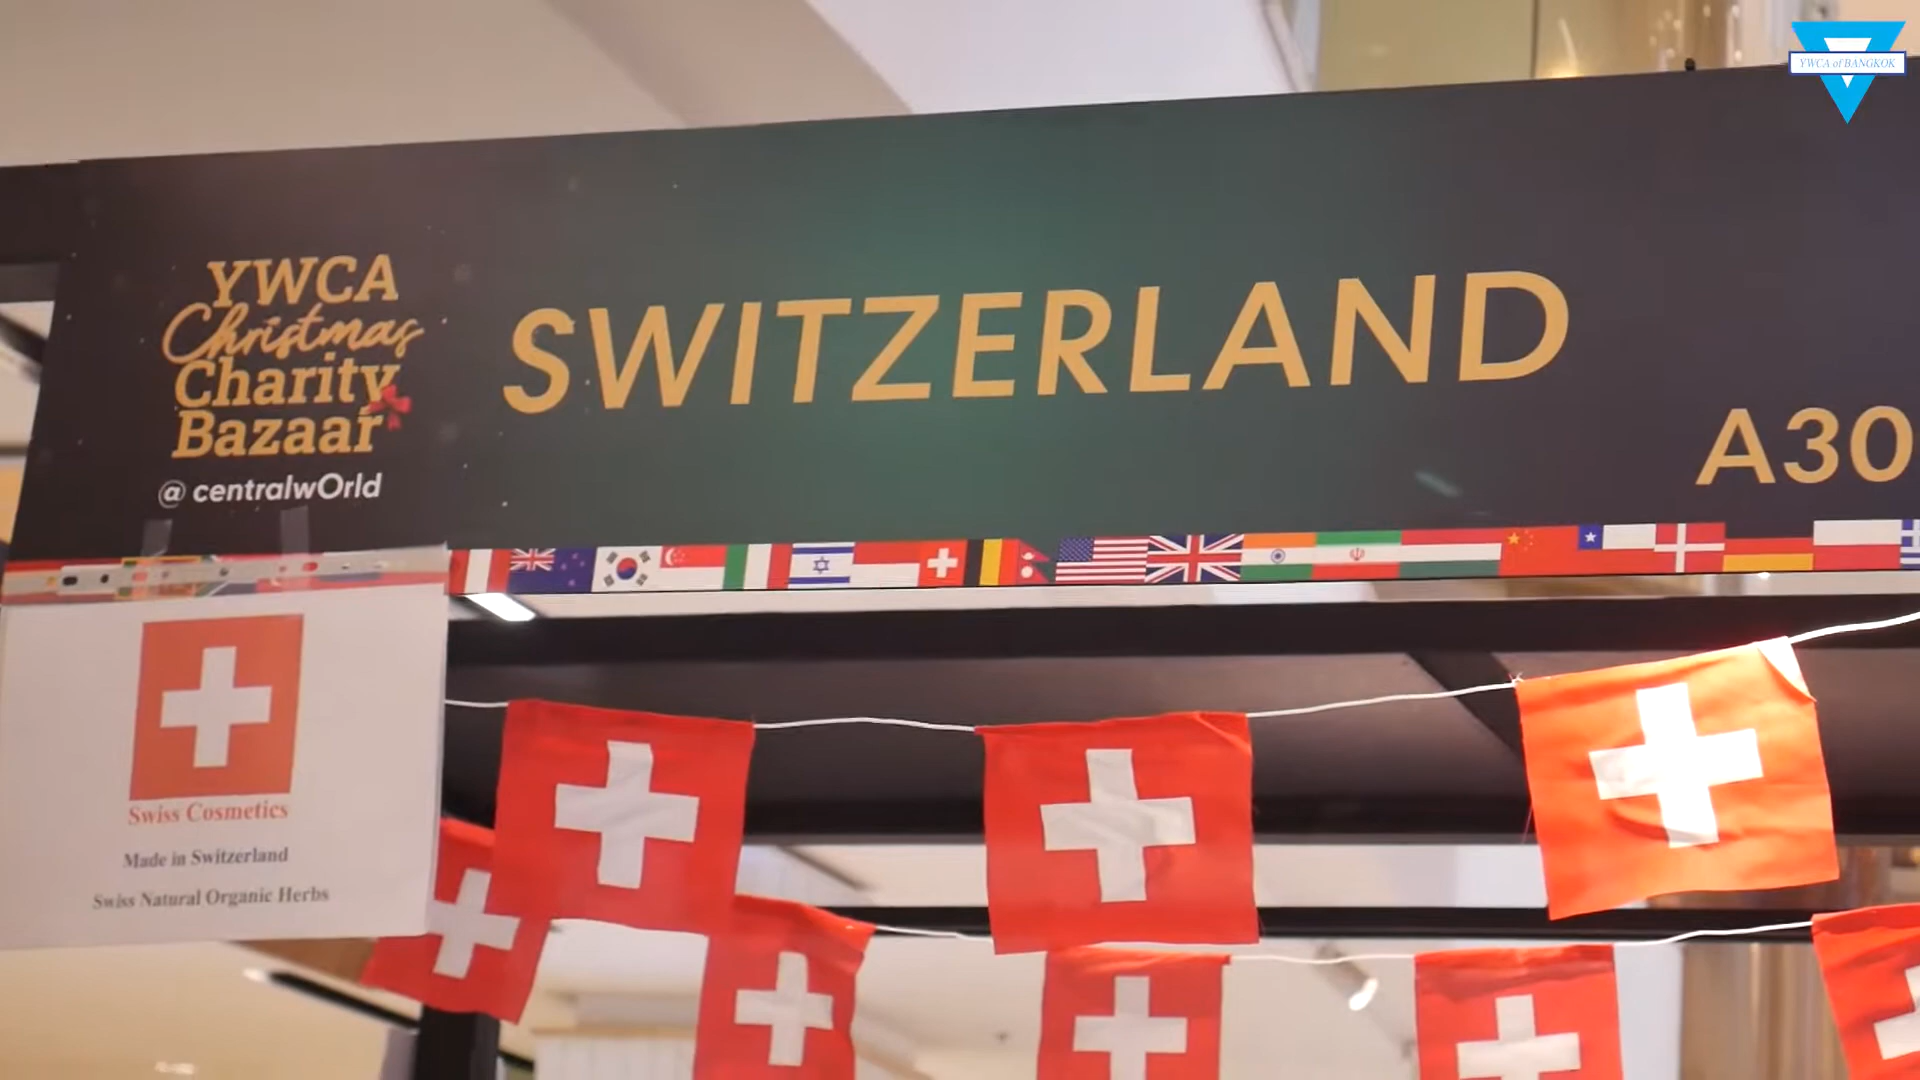 YWCA of BANGKOK
YWCA
Christmas
Charity
Bazaar
@ centralwOrld
SWITZERLAND
A30
Swiss Cosmetics
Made in Switzerland
Swiss Natural Organic Herbs